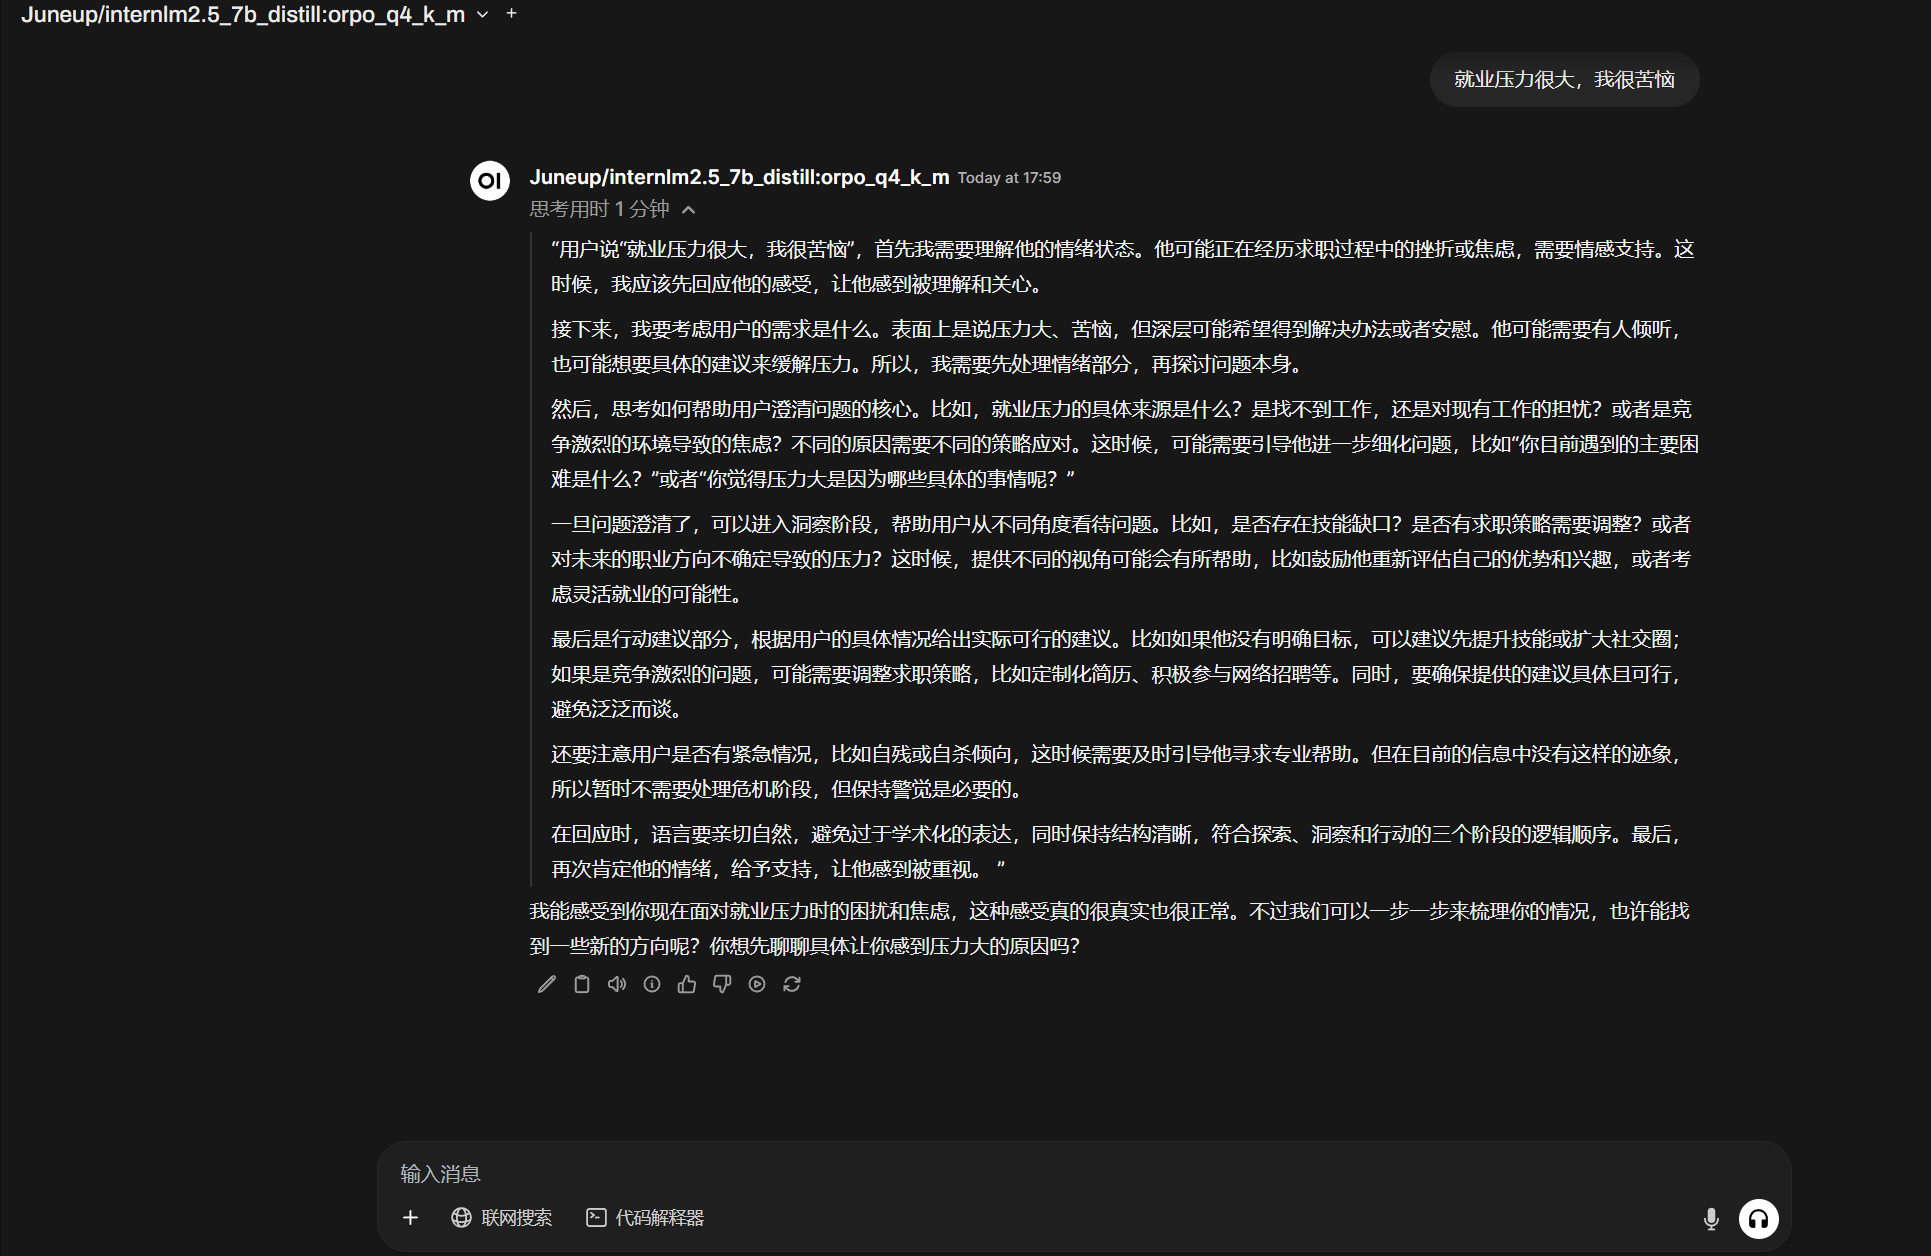 Juneup/internlm2.5_7b_distill:orpo_q4_k_m
就业压力很大，我很苦恼
OI
Juneup/internlm2.5_7b_distill:orpo_q4_k_m Today at 17:59
思考用时 1 分钟
“用户说“就业压力很大，我很苦恼”，首先我需要理解他的情绪状态。他可能正在经历求职过程中的挫折或焦虑，需要情感支持。这
时候，我应该先回应他的感受，让他感到被理解和关心。
接下来，我要考虑用户的需求是什么。表面上是说压力大、苦恼，但深层可能希望得到解决办法或者安慰。他可能需要有人倾听，
也可能想要具体的建议来缓解压力。所以，我需要先处理情绪部分，再探讨问题本身。
然后，思考如何帮助用户澄清问题的核心。比如，就业压力的具体来源是什么？是找不到工作，还是对现有工作的担忧？或者是竞
争激烈的环境导致的焦虑？不同的原因需要不同的策略应对。这时候，可能需要引导他进一步细化问题，比如“你目前遇到的主要困
难是什么？”或者“你觉得压力大是因为哪些具体的事情呢？”
一旦问题澄清了，可以进入洞察阶段，帮助用户从不同角度看待问题。比如，是否存在技能缺口？是否有求职策略需要调整？或者
对未来的职业方向不确定导致的压力？这时候，提供不同的视角可能会有所帮助，比如鼓励他重新评估自己的优势和兴趣，或者考
虑灵活就业的可能性。
最后是行动建议部分，根据用户的具体情况给出实际可行的建议。比如如果他没有明确目标，可以建议先提升技能或扩大社交圈；
如果是竞争激烈的问题，可能需要调整求职策略，比如定制化简历、积极参与网络招聘等。同时，要确保提供的建议具体且可行，
避免泛泛而谈。
还要注意用户是否有紧急情况，比如自残或自杀倾向，这时候需要及时引导他寻求专业帮助。但在目前的信息中没有这样的迹象，
所以暂时不需要处理危机阶段，但保持警觉是必要的。
在回应时，语言要亲切自然，避免过于学术化的表达，同时保持结构清晰，符合探索、洞察和行动的三个阶段的逻辑顺序。最后，
再次肯定他的情绪，给予支持，让他感到被重视。 ”
我能感受到你现在面对就业压力时的困扰和焦虑，这种感受真的很真实也很正常。不过我们可以一步一步来梳理你的情况，也许能找
到一些新的方向呢？你想先聊聊具体让你感到压力大的原因吗？
输入消息
联网搜索 代码解释器